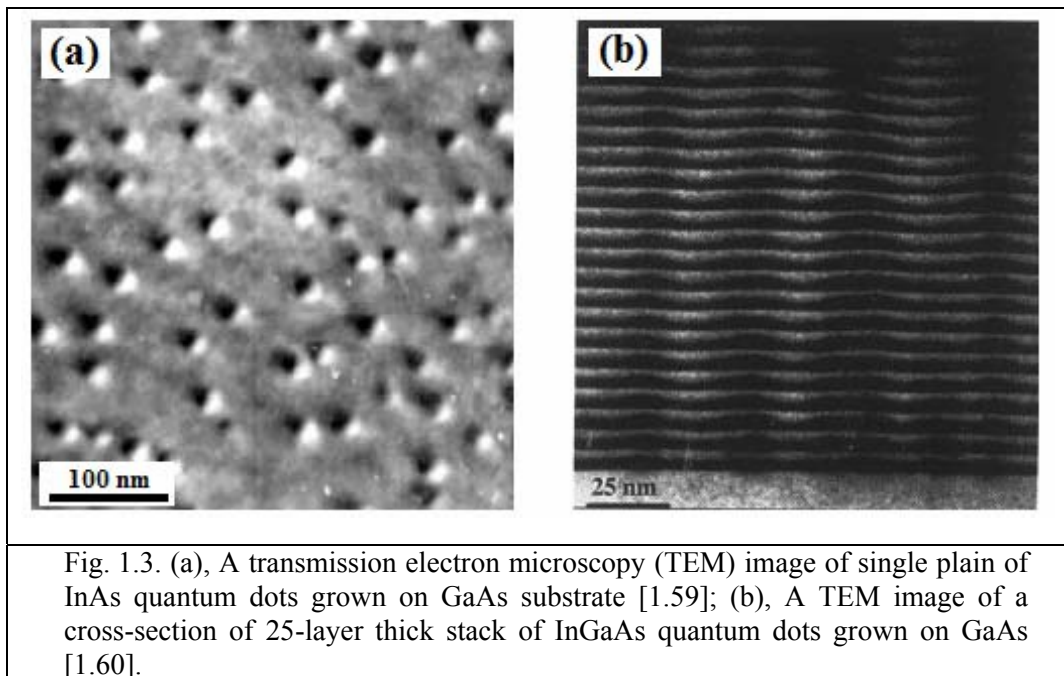 (a)
(b)
100 nm
25 nm
Fig. 1.3. (a), A transmission electron microscopy (TEM) image of single plain of
InAs quantum dots grown on GaAs substrate [1.59]; (b), A TEM image of a
cross-section of 25-layer thick stack of InGaAs quantum dots grown on GaAs
[1.60].